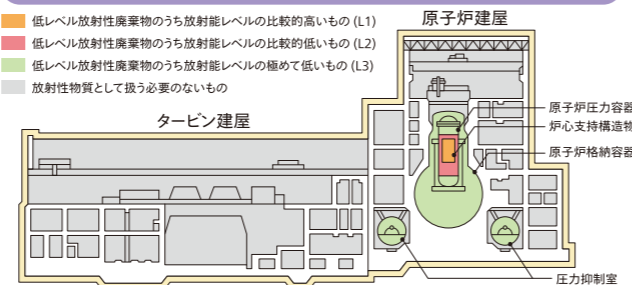 低レベル放射性廃棄物のうち放射能レベルの比較的高いもの (L1)
低レベル放射性廃棄物のうち放射能レベルの比較的低いもの (L2)
低レベル放射性廃棄物のうち放射能レベルの極めて低いもの (L3)
放射性物質として扱う必要のないもの
原子炉建屋
タービン建屋
原子炉圧力容器
炉心支持構造物
原子炉格納容器
圧力抑制室